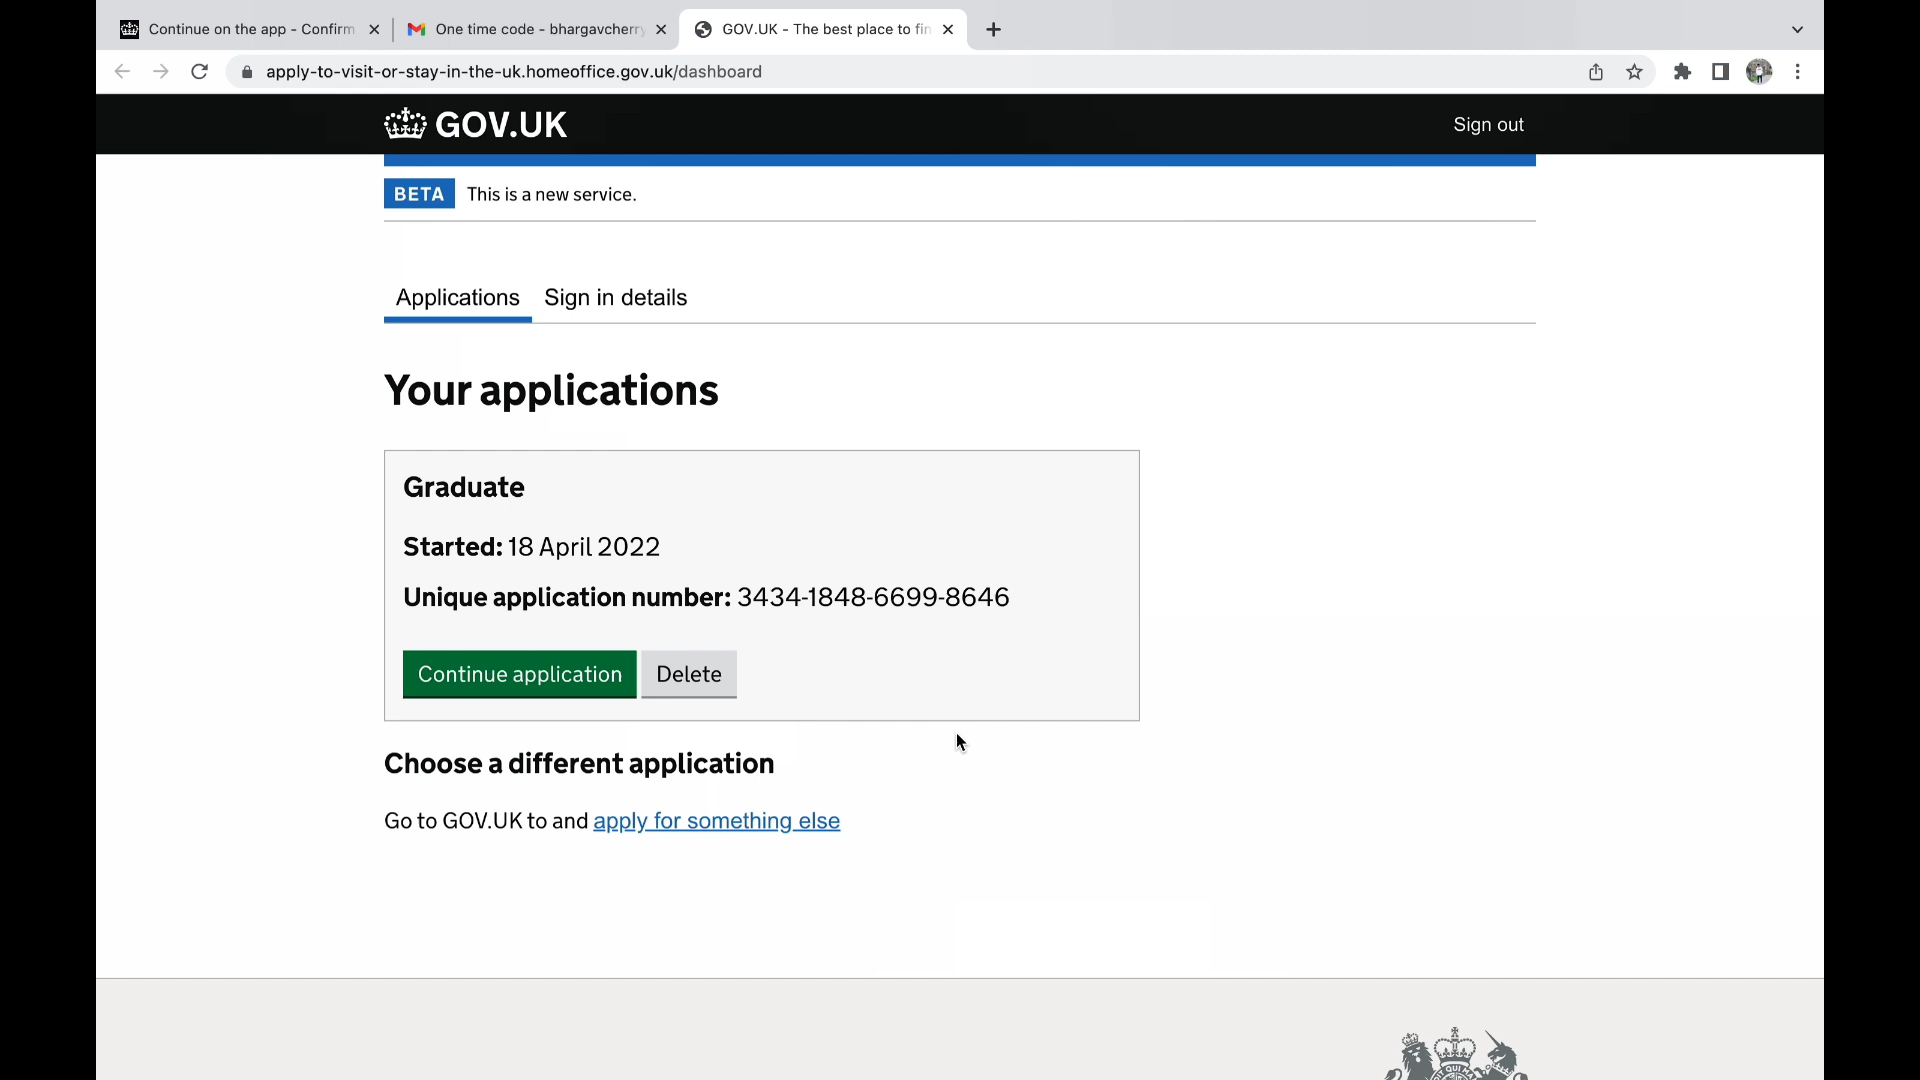 Continue on the app - Confirm
One time code - bhargavcherry
GOV.UK - The best place to fin
apply-to-visit-or-stay-in-the-uk.homeoffice.gov.uk/dashboard
GOV.UK
Sign out
BETA This is a new service.
Applications Sign in details
Your applications
Graduate
Started: 18 April 2022
Unique application number: 3434-1848-6699-8646
Continue application Delete
Choose a different application
Go to GOV.UK to and apply for something else